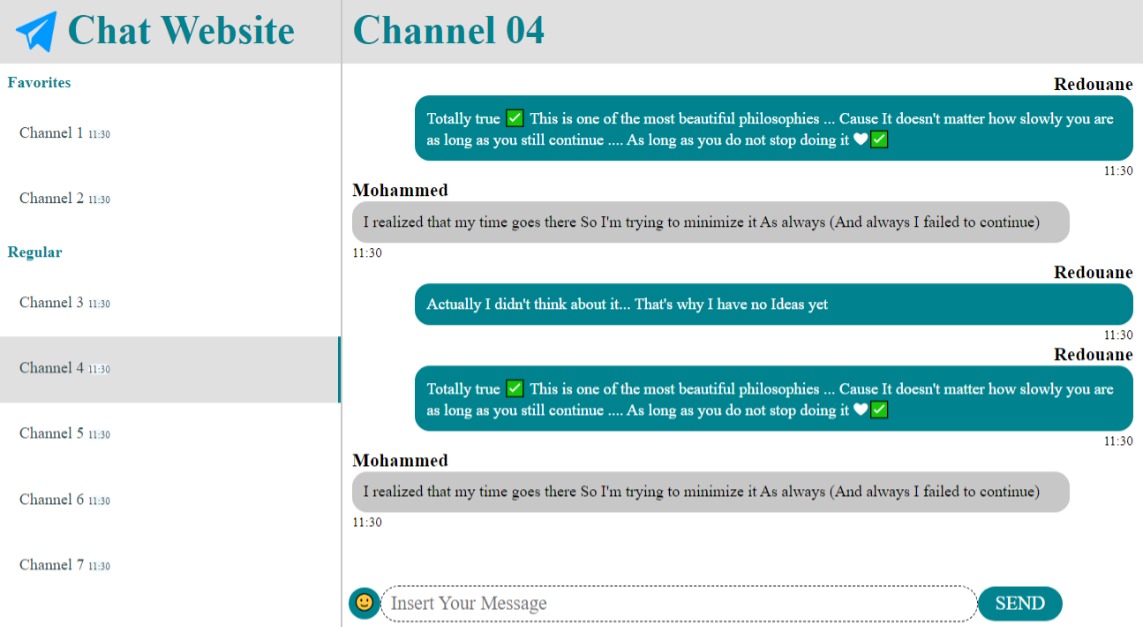 Chat Website
Favorites
Channel 1 11:30
Channel 2 11:30
Regular
Channel 3 11:30
Channel 4 11:30
Channel 5 11:30
Channel 6 11:30
Channel 7 11:30
Channel 04
Redouane
Totally true ✅ This is one of the most beautiful philosophies ... Cause It doesn't matter how slowly you are
as long as you still continue .... As long as you do not stop doing it 🤍✅
11:30
Mohammed
I realized that my time goes there So I'm trying to minimize it As always (And always I failed to continue)
11:30
Redouane
Actually I didn't think about it... That's why I have no Ideas yet
11:30
Redouane
Totally true ✅ This is one of the most beautiful philosophies ... Cause It doesn't matter how slowly you are
as long as you still continue .... As long as you do not stop doing it 🤍✅
11:30
Mohammed
I realized that my time goes there So I'm trying to minimize it As always (And always I failed to continue)
11:30
🙂 Insert Your Message SEND